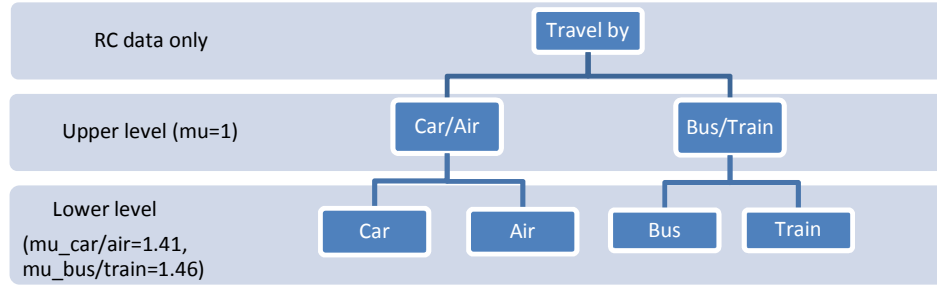 RC data only
Travel by
Upper level (mu=1)
Car/Air
Bus/Train
Lower level
(mu_car/air=1.41,
mu_bus/train=1.46)
Car
Air
Bus
Train